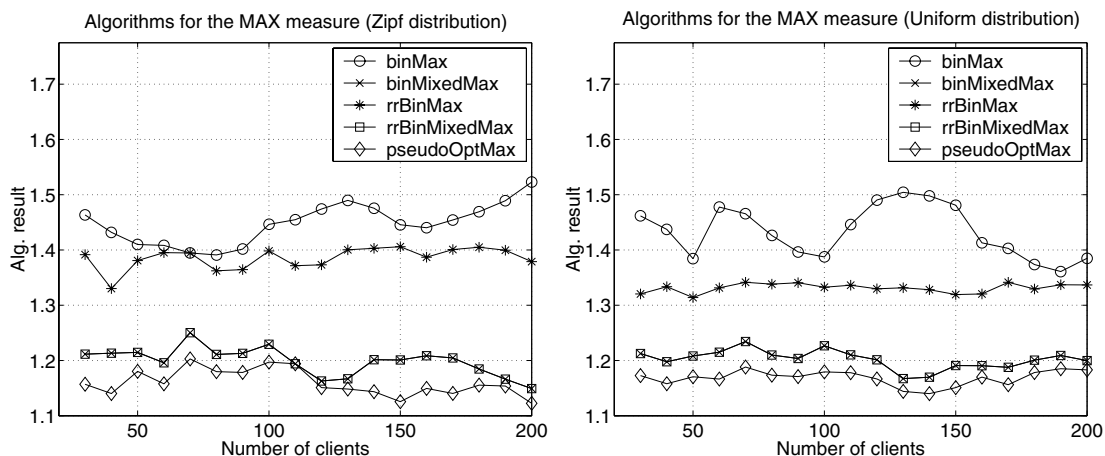 Algorithms for the MAX measure (Zipf distribution)
Alg. result
1.7
1.6
1.5
1.4
1.3
1.2
1.1
binMax
binMixedMax
rrBinMax
rrBinMixedMax
pseudoOptMax
50 100 150 200
Number of clients
Algorithms for the MAX measure (Uniform distribution)
Alg. result
1.7
1.6
1.5
1.4
1.3
1.2
1.1
binMax
binMixedMax
rrBinMax
rrBinMixedMax
pseudoOptMax
50 100 150 200
Number of clients